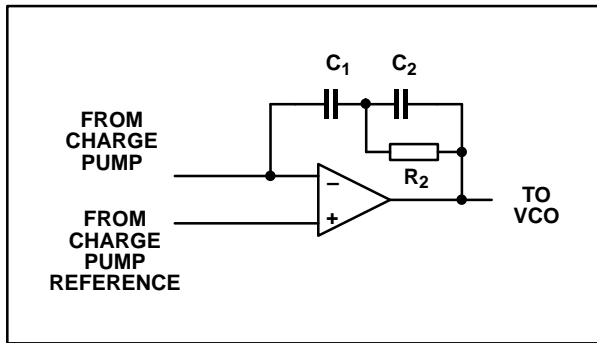 C1 C2
FROM
CHARGE
PUMP
R2
−
+
FROM
CHARGE
PUMP
REFERENCE
TO
VCO